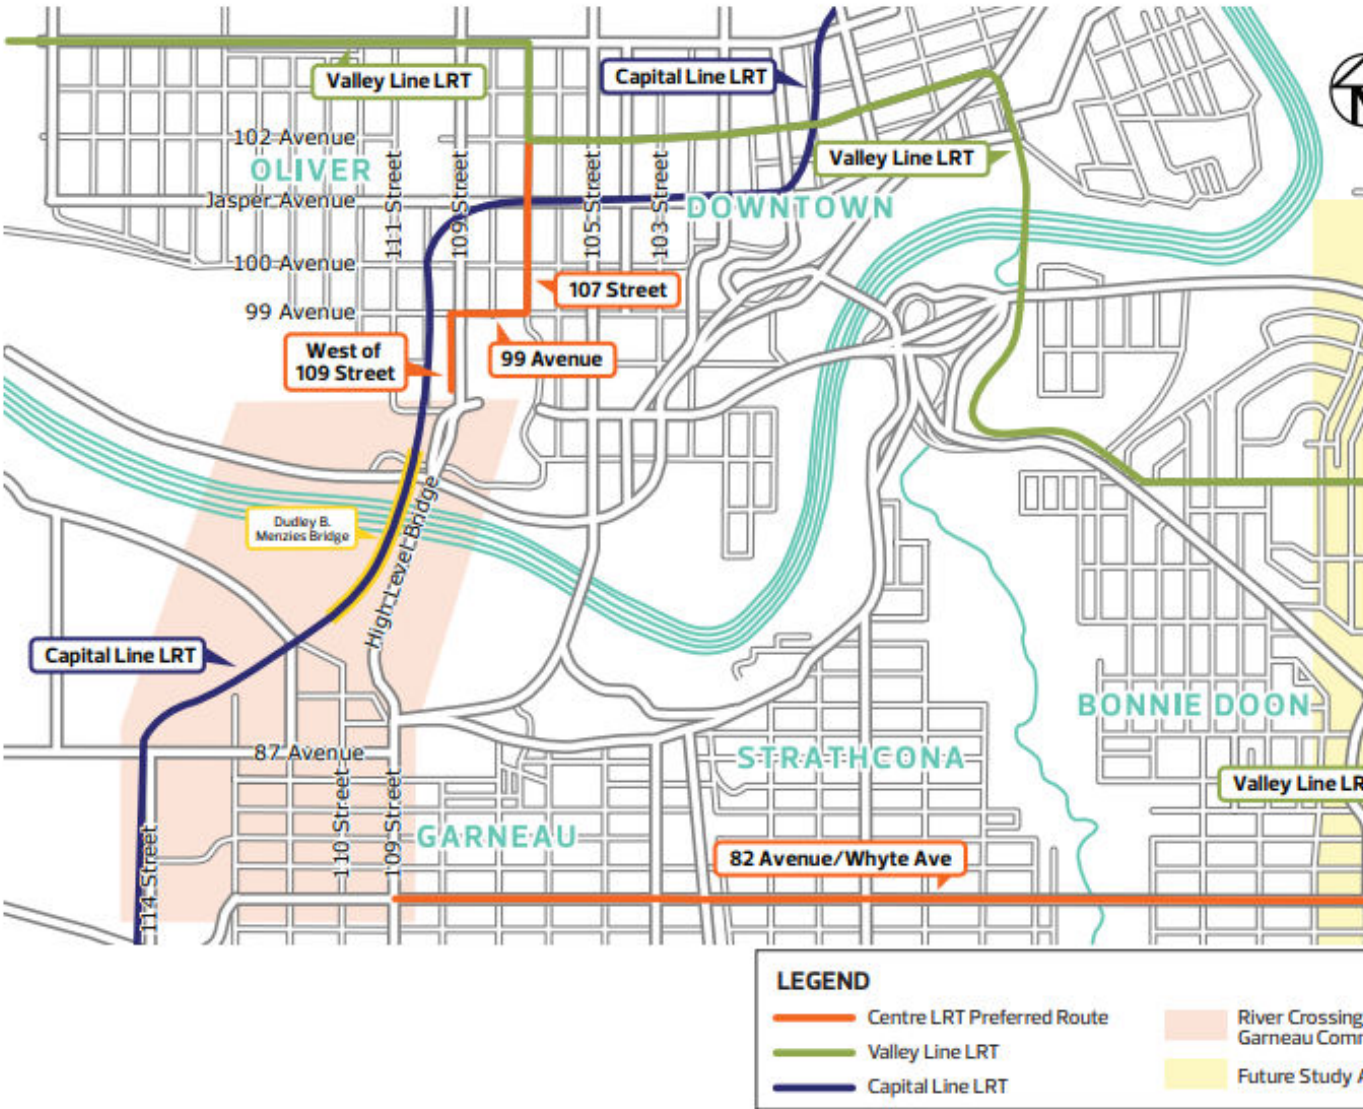 Valley Line LRT
Capital Line LRT
102 Avenue
OLIVER
111 Street
109 Street
105 Street
103 Street
Valley Line LRT
Jasper Avenue
DOWNTOWN
100 Avenue
107 Street
99 Avenue
West of
109 Street
99 Avenue
Dudley B.
Menzies Bridge
High Level Bridge
Capital Line LRT
BONNIE DOON
87 Avenue
STRATHCONA
Valley Line LR
110 Street
109 Street
114 Street
GARNEAU
82 Avenue/Whyte Ave
LEGEND
Centre LRT Preferred Route
Valley Line LRT
Capital Line LRT
River Crossing
Garneau Comm
Future Study A